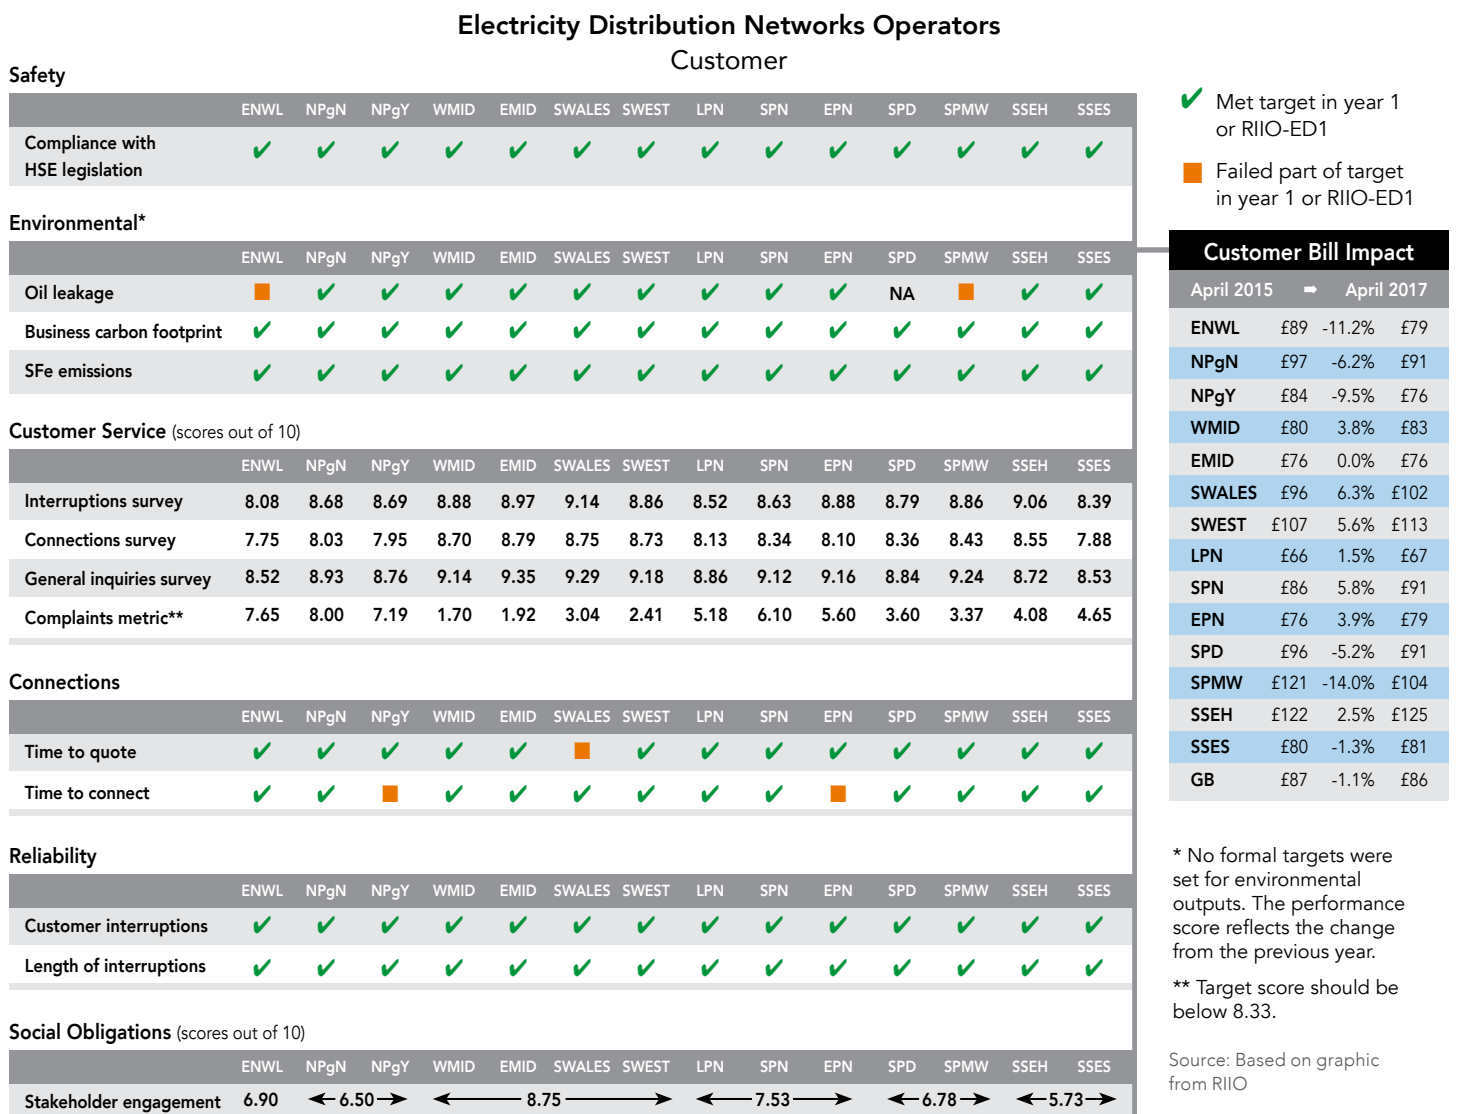 Electricity Distribution Networks Operators
Customer
Safety
ENWL NPgN NPgY WMID EMID SWALES SWEST LPN SPN EPN SPD SPMW SSEH SSES
Compliance with
HSE legislation ✔ ✔ ✔ ✔ ✔ ✔ ✔ ✔ ✔ ✔ ✔ ✔ ✔ ✔
Environmental*
ENWL NPgN NPgY WMID EMID SWALES SWEST LPN SPN EPN SPD SPMW SSEH SSES
Oil leakage ■ ✔ ✔ ✔ ✔ ✔ ✔ ✔ ✔ ✔ NA ■ ✔ ✔
Business carbon footprint ✔ ✔ ✔ ✔ ✔ ✔ ✔ ✔ ✔ ✔ ✔ ✔ ✔ ✔
SFe emissions ✔ ✔ ✔ ✔ ✔ ✔ ✔ ✔ ✔ ✔ ✔ ✔ ✔ ✔
Customer Service (scores out of 10)
ENWL NPgN NPgY WMID EMID SWALES SWEST LPN SPN EPN SPD SPMW SSEH SSES
Interruptions survey 8.08 8.68 8.69 8.88 8.97 9.14 8.86 8.52 8.63 8.88 8.79 8.86 9.06 8.39
Connections survey 7.75 8.03 7.95 8.70 8.79 8.75 8.73 8.13 8.34 8.10 8.36 8.43 8.55 7.88
General inquiries survey 8.52 8.93 8.76 9.14 9.35 9.29 9.18 8.86 9.12 9.16 8.84 9.24 8.72 8.53
Complaints metric** 7.65 8.00 7.19 1.70 1.92 3.04 2.41 5.18 6.10 5.60 3.60 3.37 4.08 4.65
Connections
ENWL NPgN NPgY WMID EMID SWALES SWEST LPN SPN EPN SPD SPMW SSEH SSES
Time to quote ✔ ✔ ✔ ✔ ✔ ■ ✔ ✔ ✔ ✔ ✔ ✔ ✔ ✔
Time to connect ✔ ✔ ■ ✔ ✔ ✔ ✔ ✔ ✔ ■ ✔ ✔ ✔ ✔
Reliability
ENWL NPgN NPgY WMID EMID SWALES SWEST LPN SPN EPN SPD SPMW SSEH SSES
Customer interruptions ✔ ✔ ✔ ✔ ✔ ✔ ✔ ✔ ✔ ✔ ✔ ✔ ✔ ✔
Length of interruptions ✔ ✔ ✔ ✔ ✔ ✔ ✔ ✔ ✔ ✔ ✔ ✔ ✔ ✔
Social Obligations (scores out of 10)
ENWL NPgN NPgY WMID EMID SWALES SWEST LPN SPN EPN SPD SPMW SSEH SSES
Stakeholder engagement 6.90 ←6.50→ ←8.75→ ←7.53→ ←6.78→ ←5.73→
✔ Met target in year 1
or RIIO-ED1
■ Failed part of target
in year 1 or RIIO-ED1
Customer Bill Impact
April 2015 ➡ April 2017
ENWL £89 -11.2% £79
NPgN £97 -6.2% £91
NPgY £84 -9.5% £76
WMID £80 3.8% £83
EMID £76 0.0% £76
SWALES £96 6.3% £102
SWEST £107 5.6% £113
LPN £66 1.5% £67
SPN £86 5.8% £91
EPN £76 3.9% £79
SPD £96 -5.2% £91
SPMW £121 -14.0% £104
SSEH £122 2.5% £125
SSES £80 -1.3% £81
GB £87 -1.1% £86
* No formal targets were
set for environmental
outputs. The performance
score reflects the change
from the previous year.
** Target score should be
below 8.33.
Source: Based on graphic
from RIIO